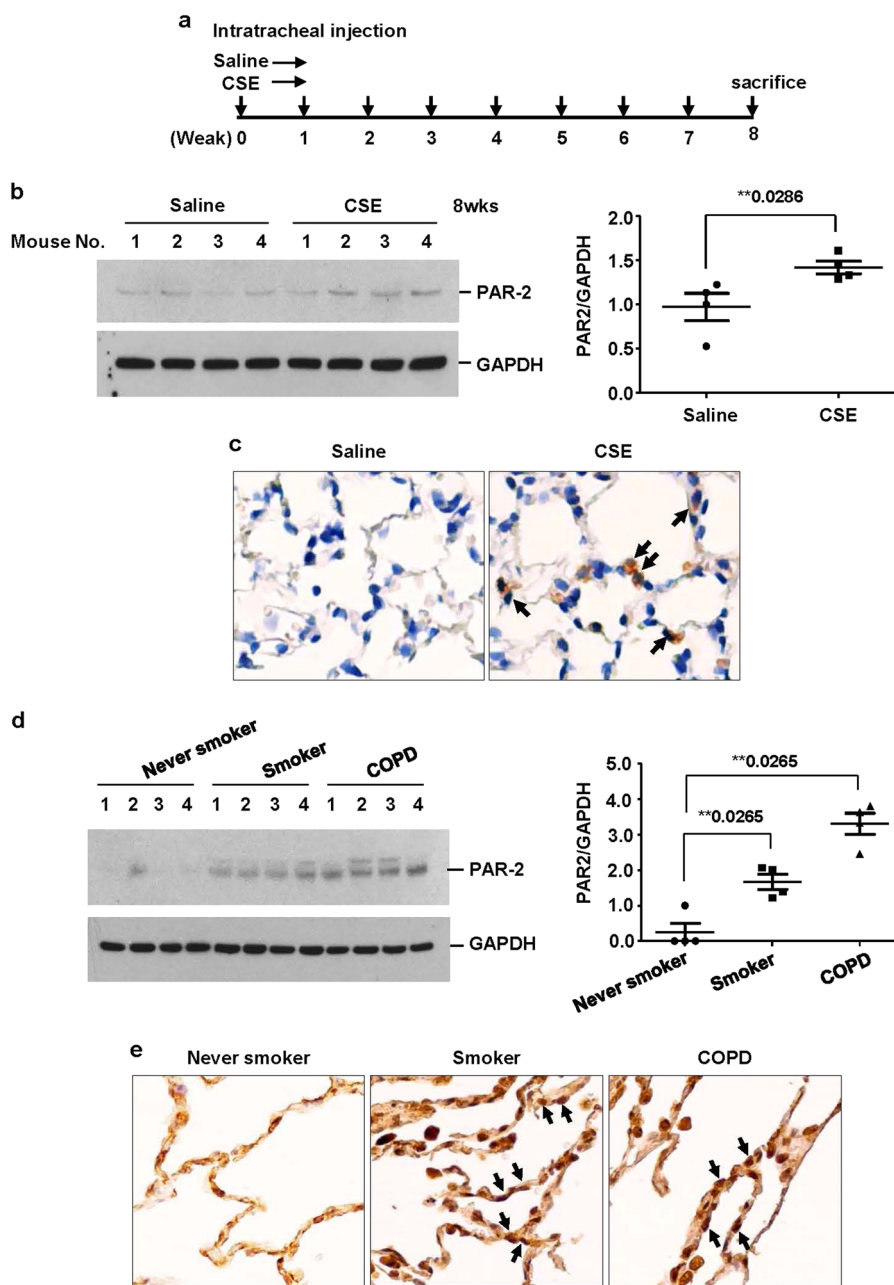 a
Intratracheal injection
Saline
CSE
sacrifice
(Weak) 0 1 2 3 4 5 6 7 8
b
Saline CSE 8wks
Mouse No. 1 2 3 4 1 2 3 4
PAR-2
GAPDH
**0.0286
PAR2/GAPDH
2.0
1.5
1.0
0.5
0.0
Saline CSE
c
Saline CSE
d
Never smoker Smoker COPD
1 2 3 4 1 2 3 4 1 2 3 4
PAR-2
GAPDH
**0.0265
**0.0265
PAR2/GAPDH
5.0
4.0
3.0
2.0
1.0
0.0
Never smoker Smoker COPD
e
Never smoker Smoker COPD